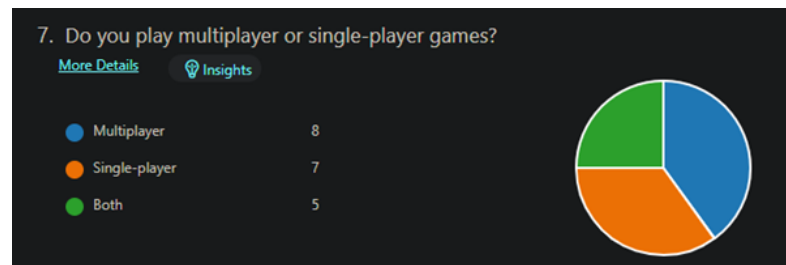 7. Do you play multiplayer or single-player games?
More Details Insights
Multiplayer 8
Single-player 7
Both 5